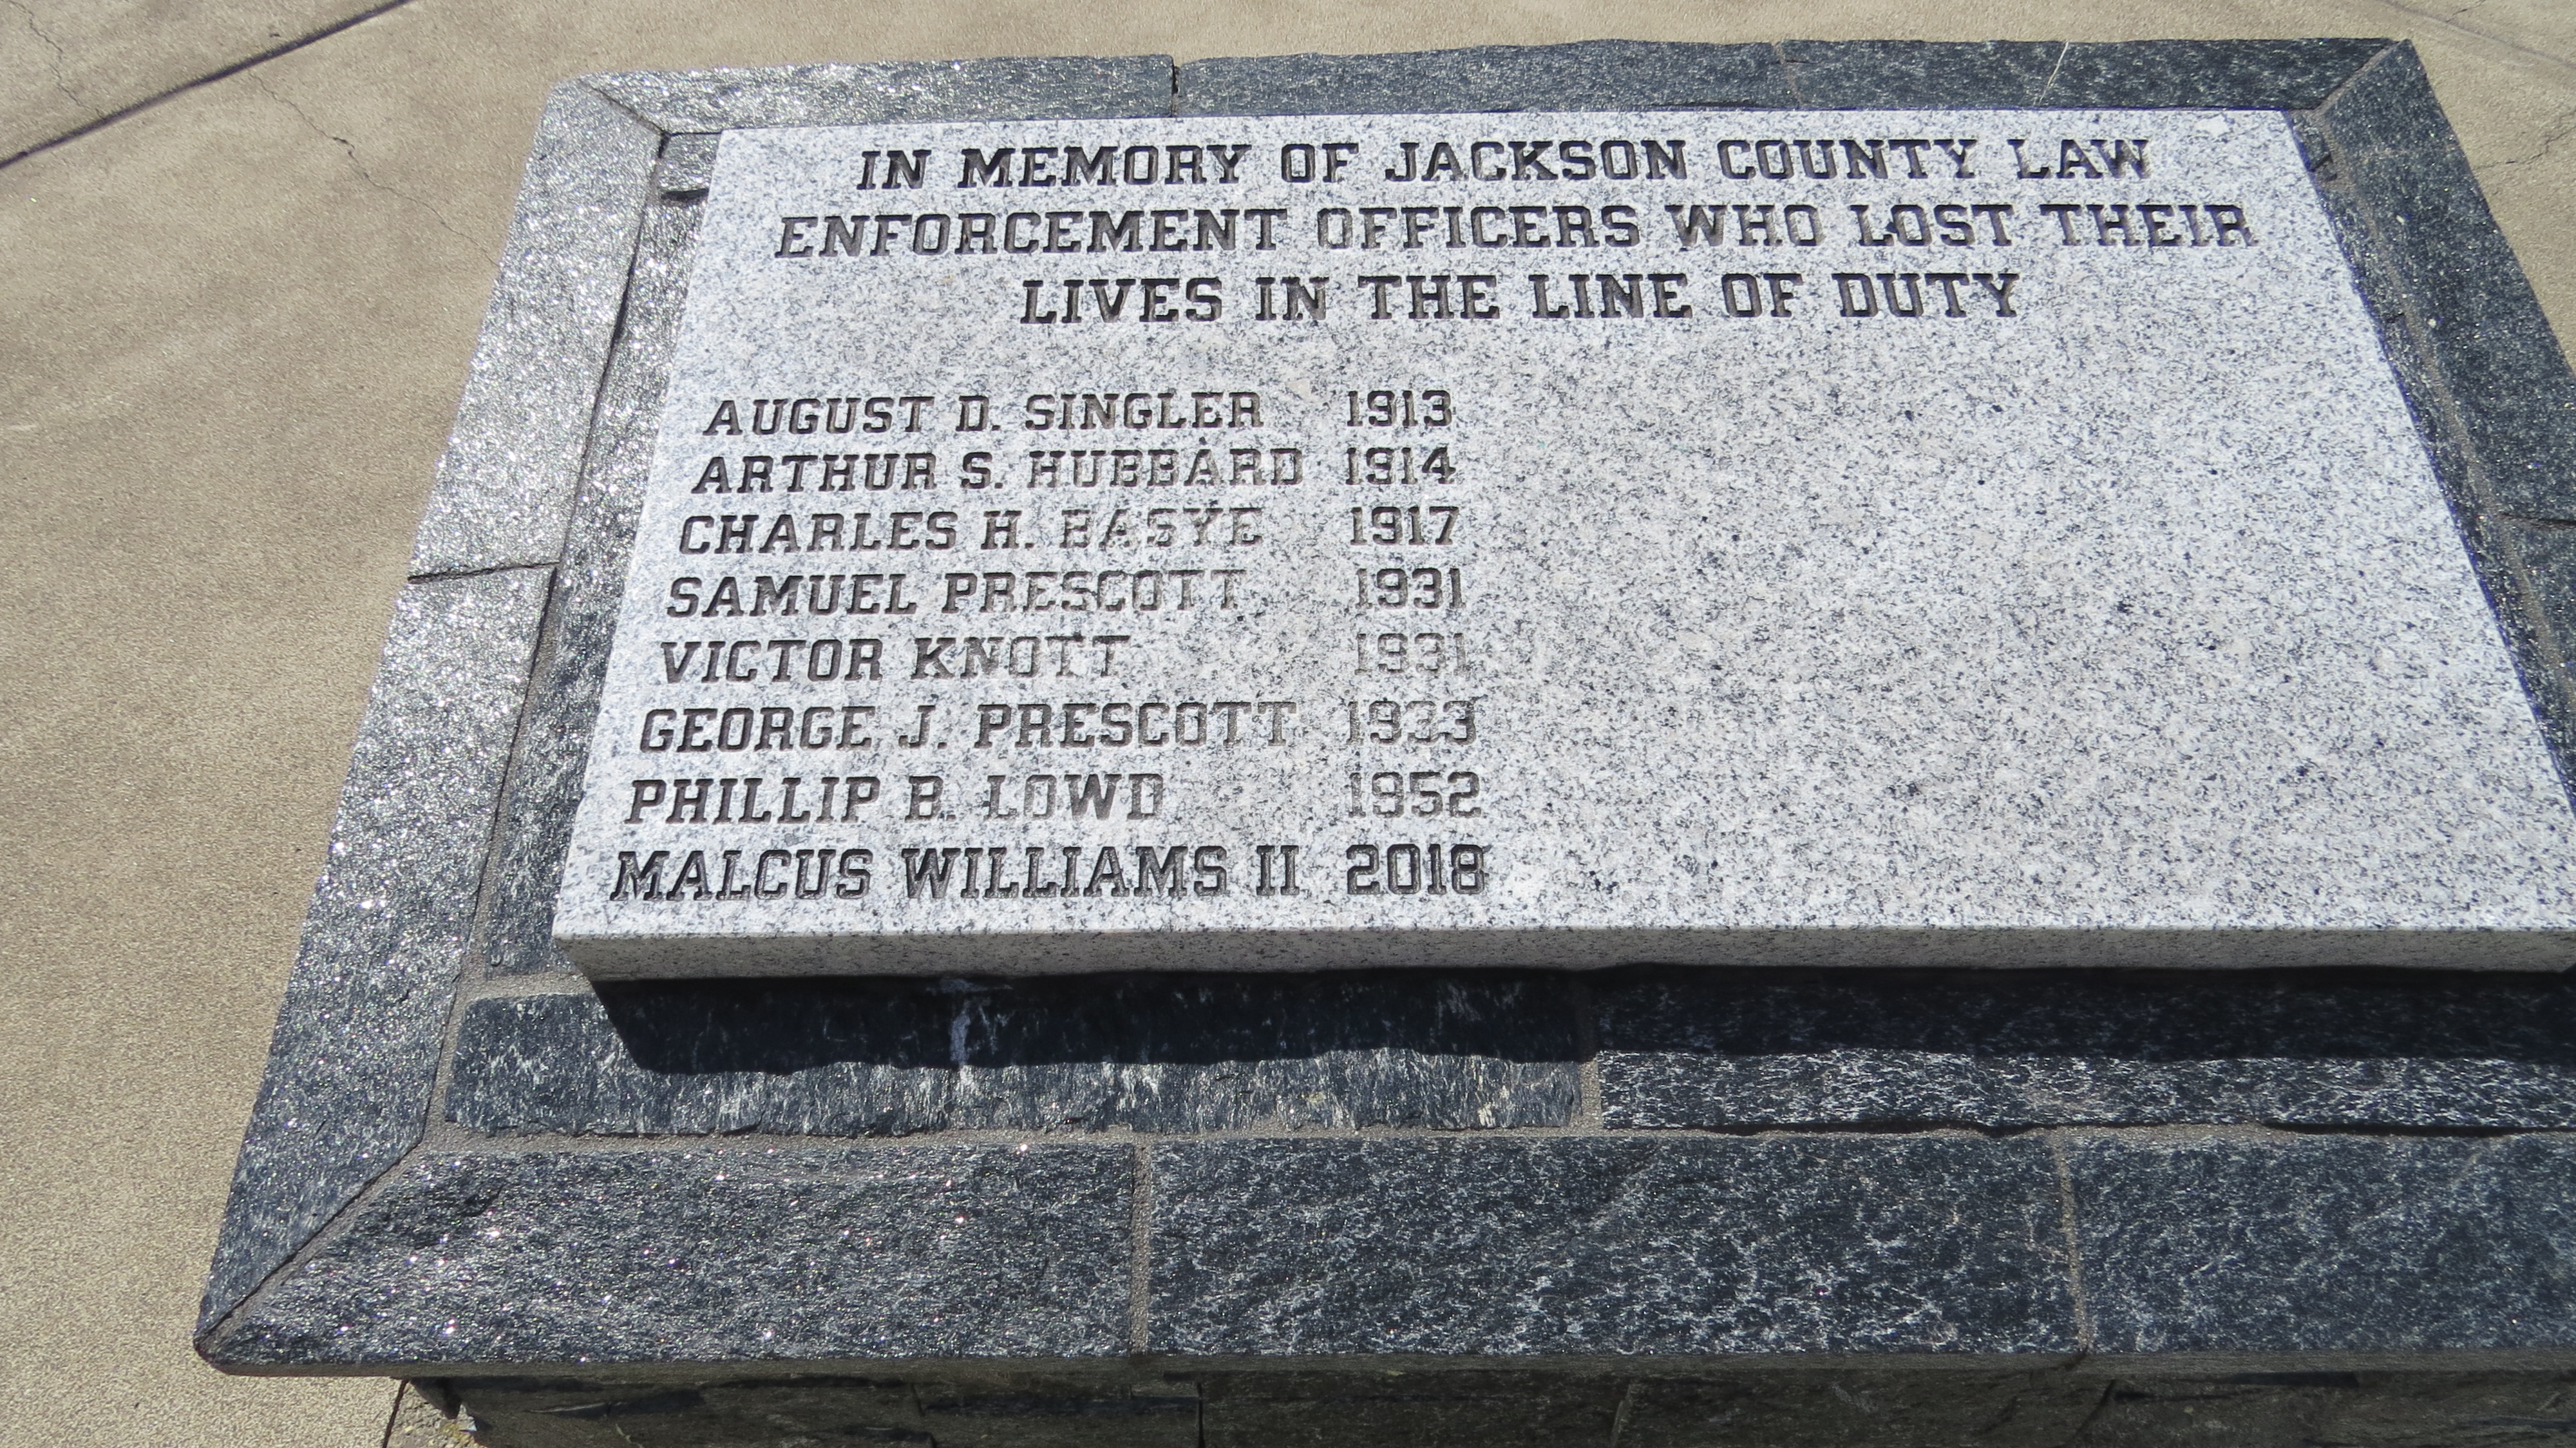 IN MEMORY OF JACKSON COUNTY LAW
ENFORCEMENT OFFICERS WHO LOST THEIR
LIVES IN THE LINE OF DUTY
AUGUST D. SINGLER 1913
ARTHUR S. HUBBARD 1914
CHARLES H. BASYE 1917
SAMUEL PRESCOTT 1931
VICTOR KNOTT 1931
GEORGE J. PRESCOTT 1933
PHILLIP B. LOWD 1952
MALCUS WILLIAMS II 2018